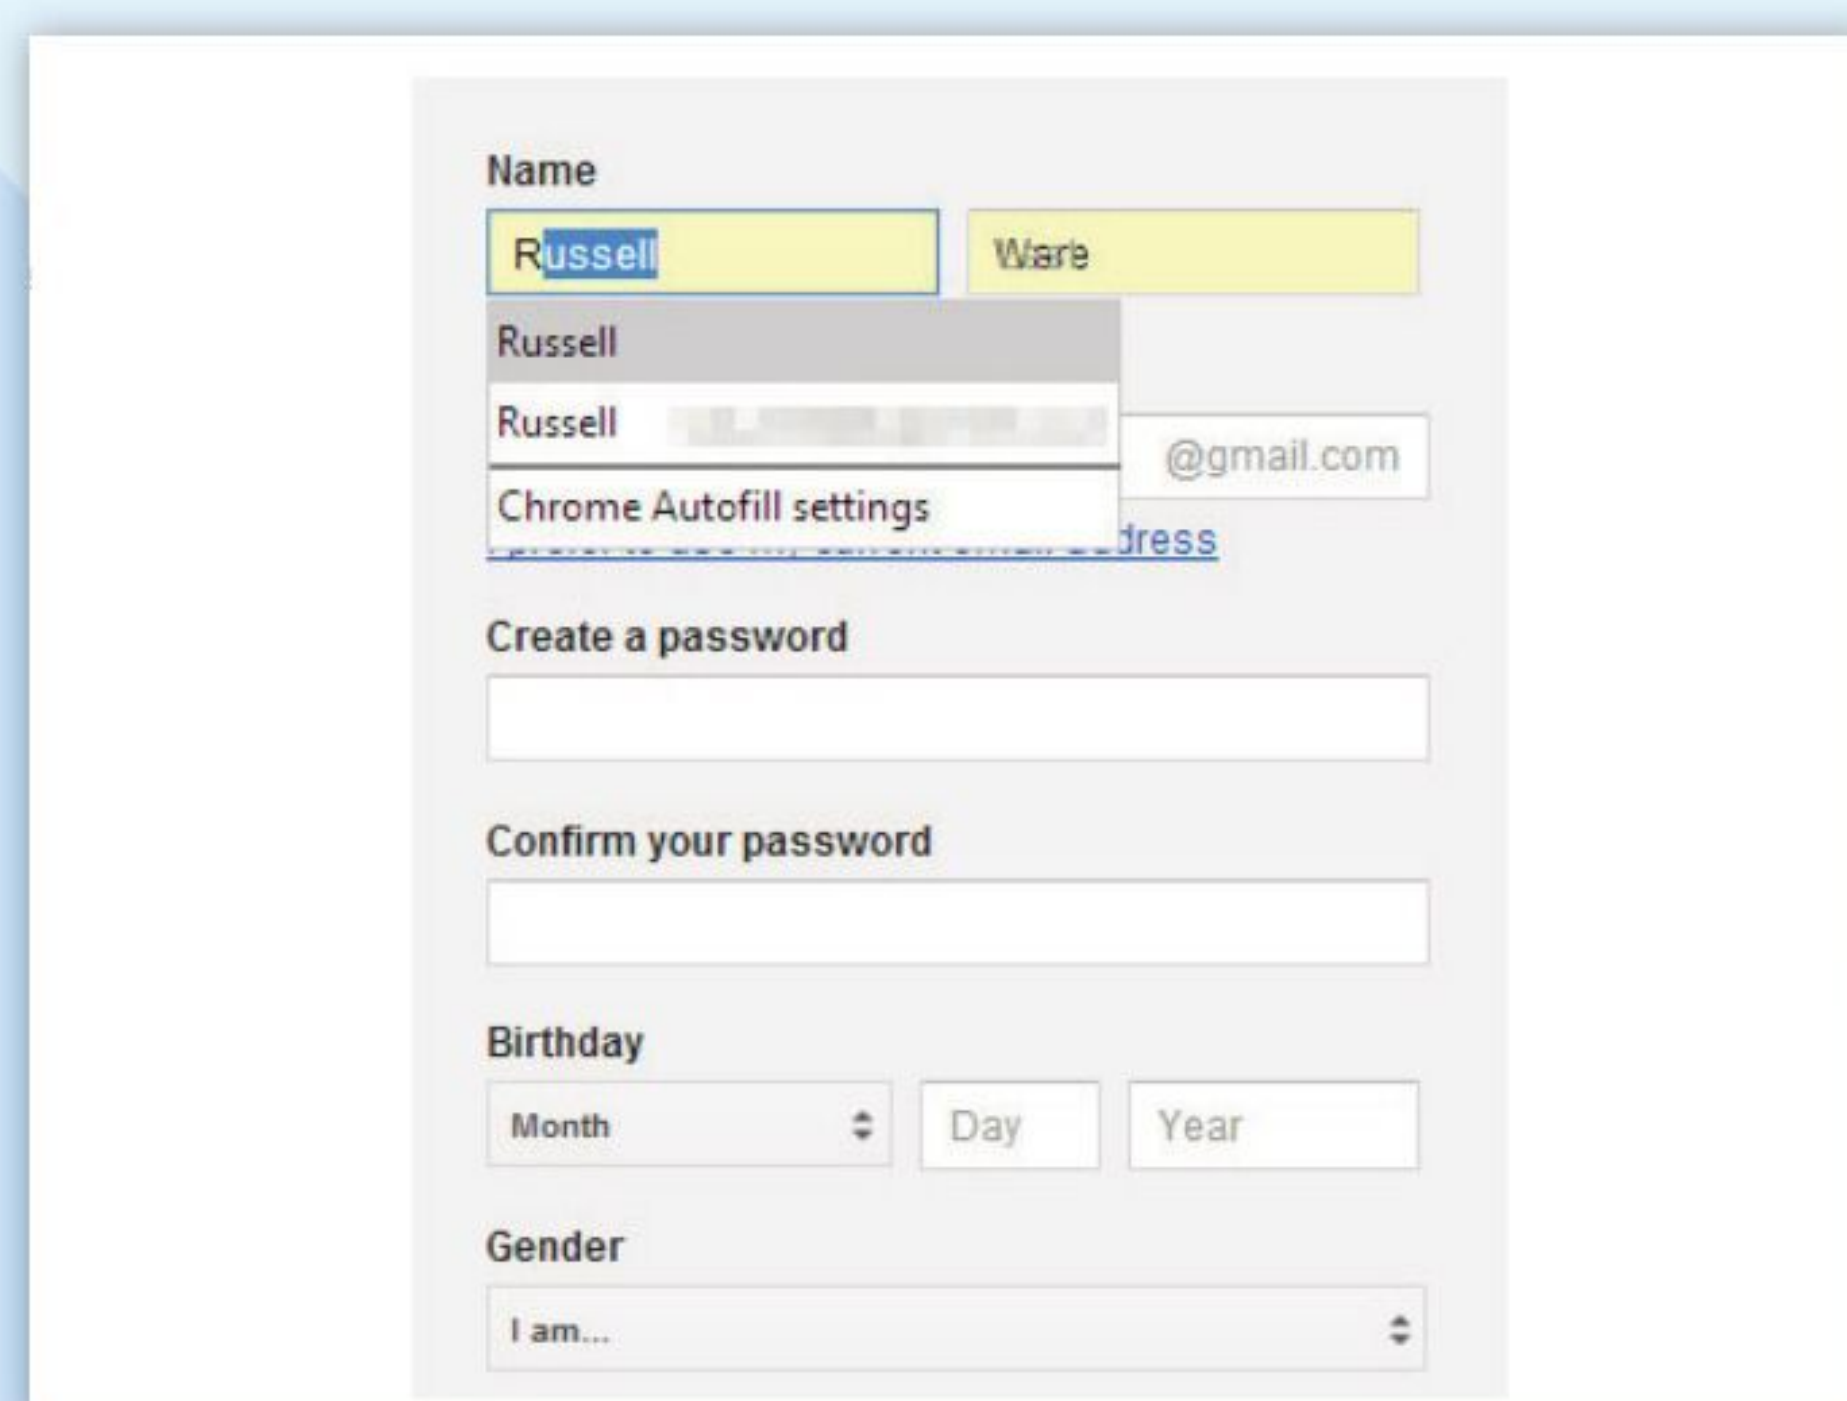 Name
Russell Ware
Russell
Russell
@gmail.com
Chrome Autofill settings
dress
Create a password
Confirm your password
Birthday
Month Day Year
Gender
I am...